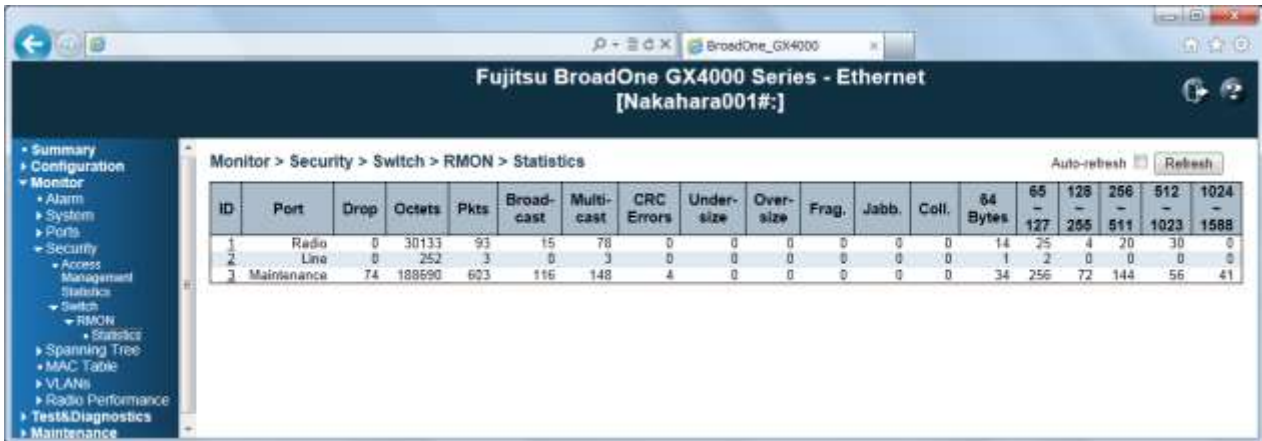 BroadOne_GX4000
Fujitsu BroadOne GX4000 Series - Ethernet
[Nakahara001#:]
Summary
Configuration
Monitor
Alarm
System
Ports
Security
Access
Management
Statistics
Switch
RMON
Statistics
Spanning Tree
MAC Table
VLANs
Radio Performance
Test&Diagnostics
Maintenance
Monitor > Security > Switch > RMON > Statistics
Auto-refresh Refresh
ID Port Drop Octets Pkts Broad-cast Multi-cast CRC Errors Under-size Over-size Frag. Jabb. Coll. 64 Bytes 65 - 127 128 - 255 256 - 511 512 - 1023 1024 - 1588
1 Radio 0 30133 93 15 78 0 0 0 0 0 0 14 25 4 20 30 0
2 Line 0 252 3 0 3 0 0 0 0 0 0 1 2 0 0 0 0
3 Maintenance 74 188690 603 116 148 4 0 0 0 0 0 34 256 72 144 56 41